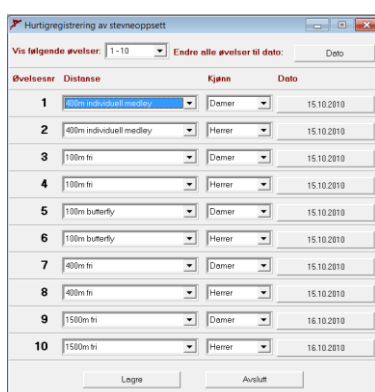 Hurtigregistrering av stevneoppsett
Vis følgende øvelser: 1 - 10 Endre alle øvelser til dato: Dato
Øvelsesnr Distanse Kjønn Dato
1 400m individuell medley Damer 15.10.2010
2 400m individuell medley Herrer 15.10.2010
3 100m fri Damer 15.10.2010
4 100m fri Herrer 15.10.2010
5 100m butterfly Damer 15.10.2010
6 100m butterfly Herrer 15.10.2010
7 400m fri Damer 15.10.2010
8 400m fri Herrer 15.10.2010
9 1500m fri Damer 16.10.2010
10 1500m fri Herrer 16.10.2010
Lagre Avslutt